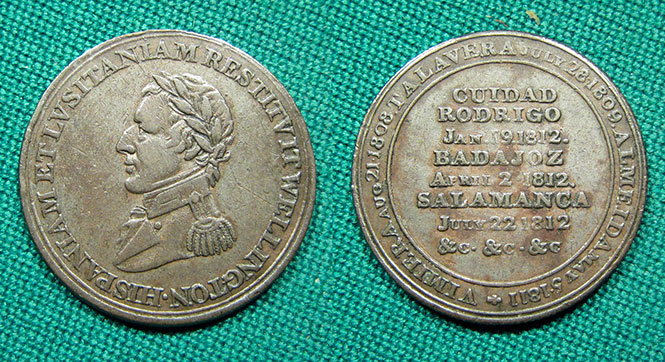 HISPANIAM ET LVSITANIAM RESTITVIT WELLINGTON ·
VIMIERA AUG 21.1808.TALAVERA JULY 28.1809.ALMEIDA MAY 5.1811
CUIDAD
RODRIGO
JAN. 19.1812.
BADAJOZ
APRIL 2 1812.
SALAMANCA
JULY 22 1812
&C · &C · &C